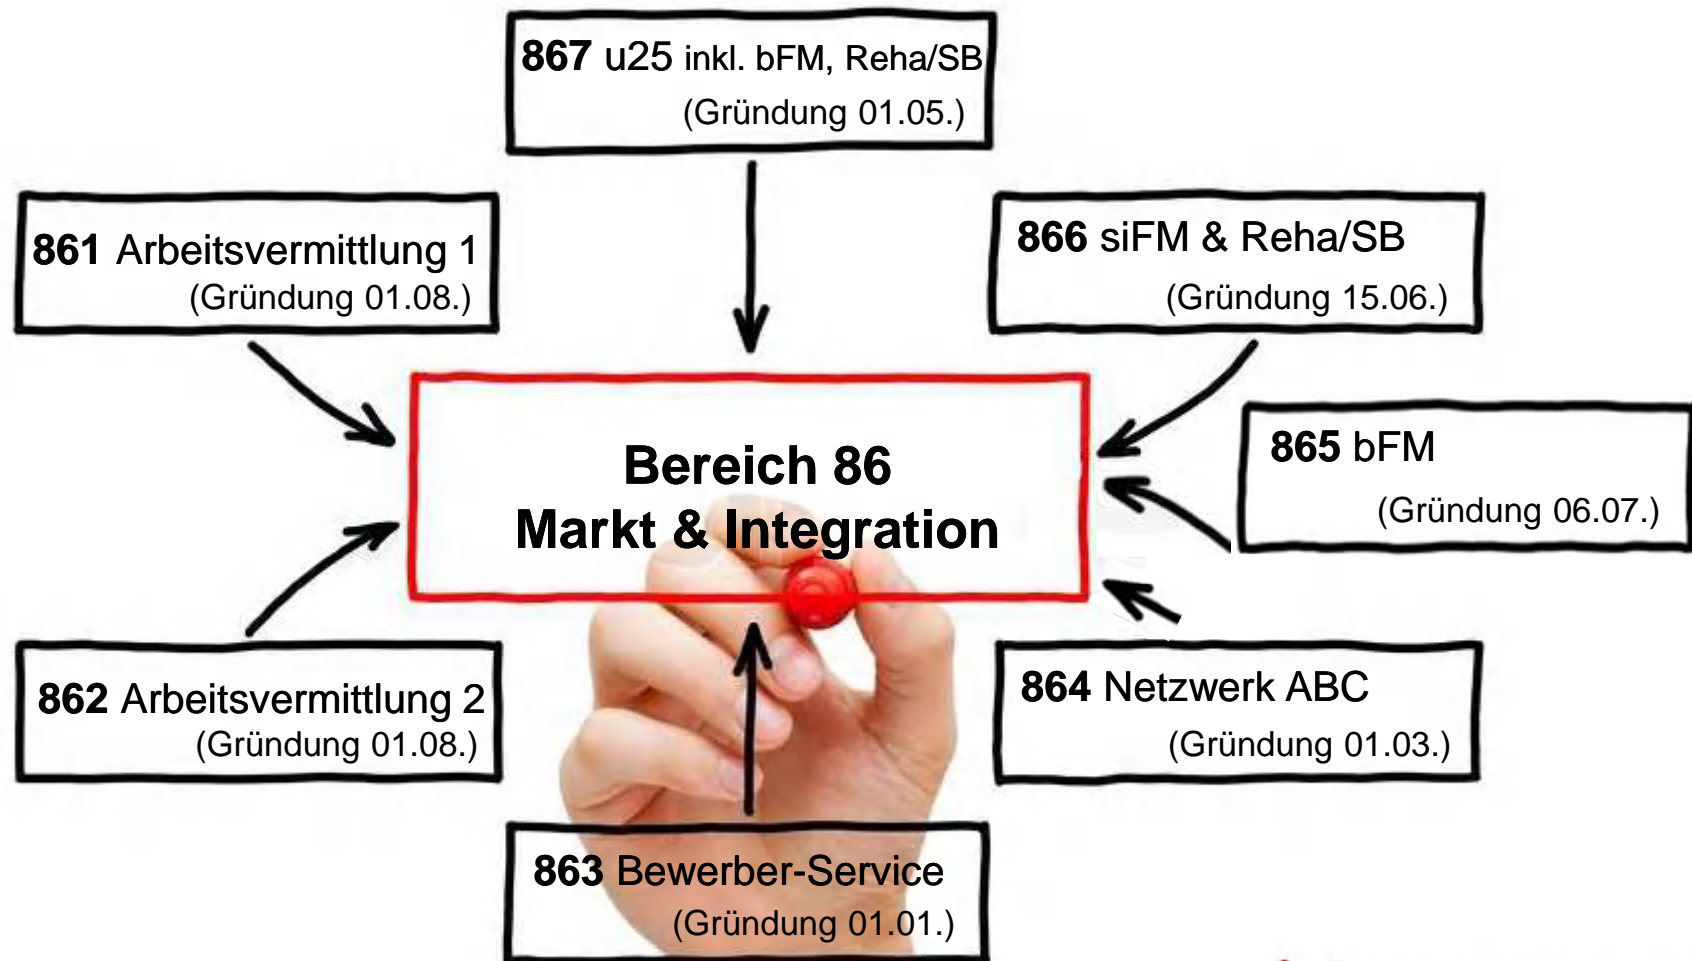 867 u25 inkl. bFM, Reha/SB
(Gründung 01.05.)
861 Arbeitsvermittlung 1
(Gründung 01.08.)
866 siFM & Reha/SB
(Gründung 15.06.)
Bereich 86
Markt & Integration
865 bFM
(Gründung 06.07.)
862 Arbeitsvermittlung 2
(Gründung 01.08.)
864 Netzwerk ABC
(Gründung 01.03.)
863 Bewerber-Service
(Gründung 01.01.)